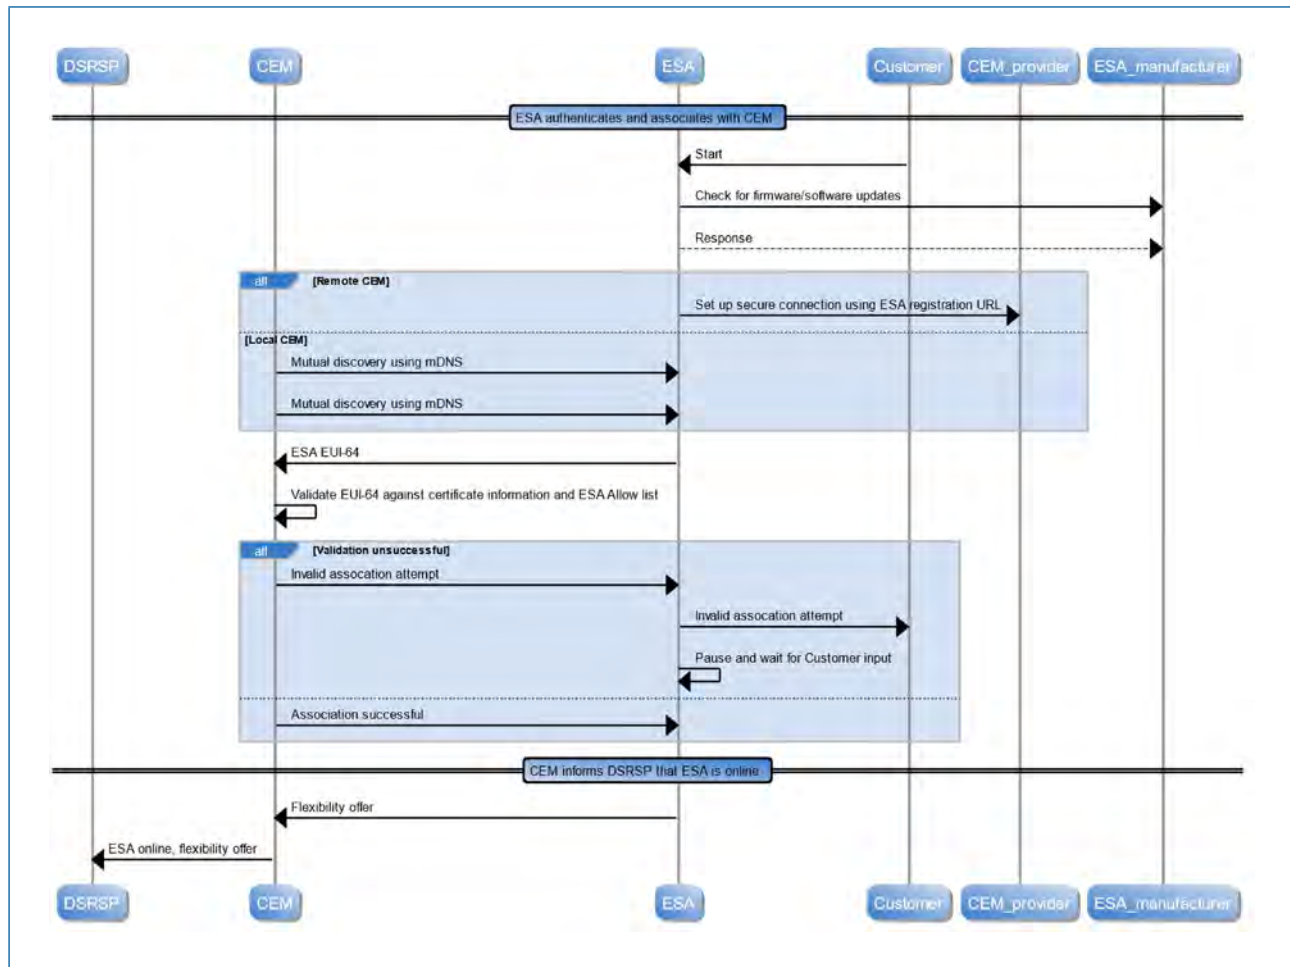 DSRSP CEM ESA Customer CEM_provider ESA_manufacturer
ESA authenticates and associates with CEM
Start
Check for firmware/software updates
Response
alt [Remote CEM]
Set up secure connection using ESA registration URL
[Local CEM]
Mutual discovery using mDNS
Mutual discovery using mDNS
ESA EUI-64
Validate EUI-64 against certificate information and ESA Allow list
alt [Validation unsuccessful]
Invalid assocation attempt
Invalid assocation attempt
Pause and wait for Customer input
Association successful
CEM informs DSRSP that ESA is online
Flexibility offer
ESA online, flexibility offer
DSRSP CEM ESA Customer CEM_provider ESA_manufacturer